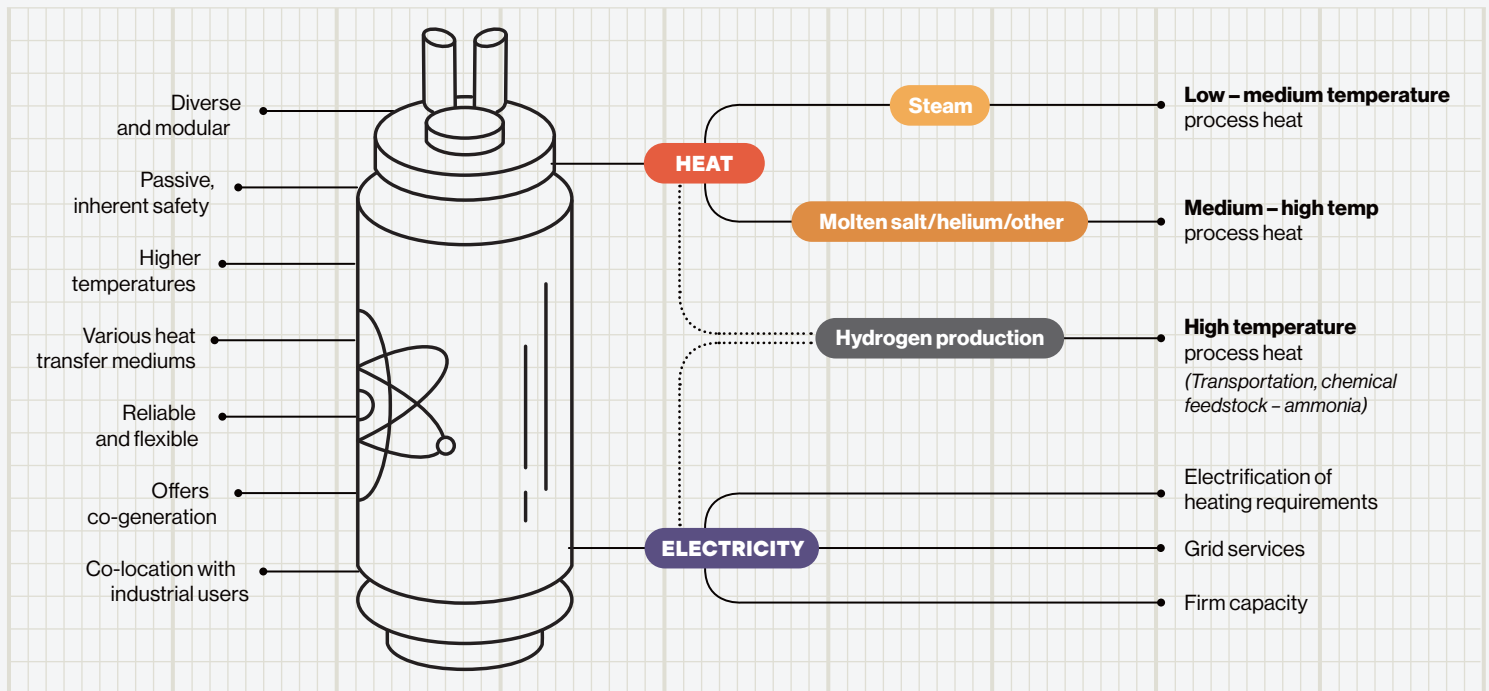 Diverse
and modular
Passive,
inherent safety
Higher
temperatures
Various heat
transfer mediums
Reliable
and flexible
Offers
co-generation
Co-location with
industrial users
HEAT
Steam
Low – medium temperature
process heat
Molten salt/helium/other
Medium – high temp
process heat
Hydrogen production
High temperature
process heat
(Transportation, chemical
feedstock – ammonia)
ELECTRICITY
Electrification of
heating requirements
Grid services
Firm capacity